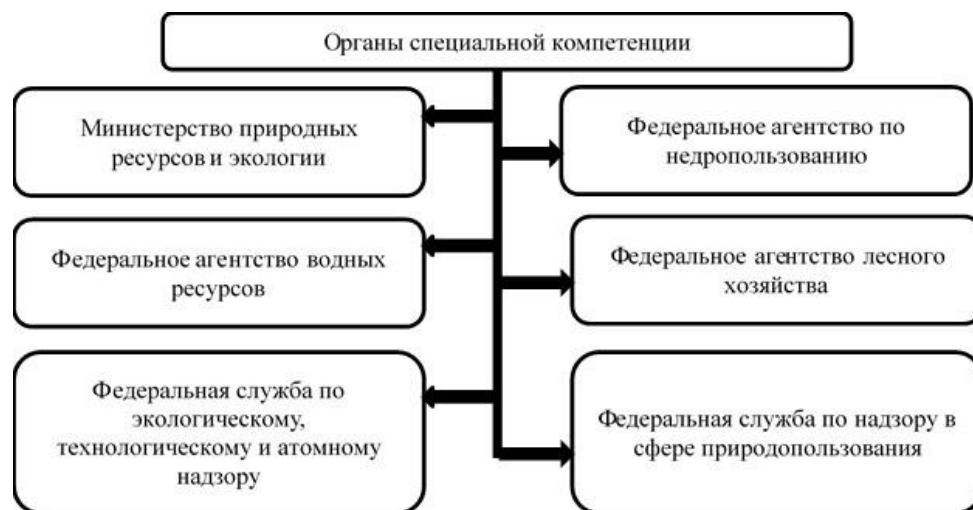 Органы специальной компетенции
Министерство природных
ресурсов и экологии
Федеральное агентство по
недропользованию
Федеральное агентство водных
ресурсов
Федеральное агентство лесного
хозяйства
Федеральная служба по
экологическому,
технологическому и атомному
надзору
Федеральная служба по надзору в
сфере природопользования